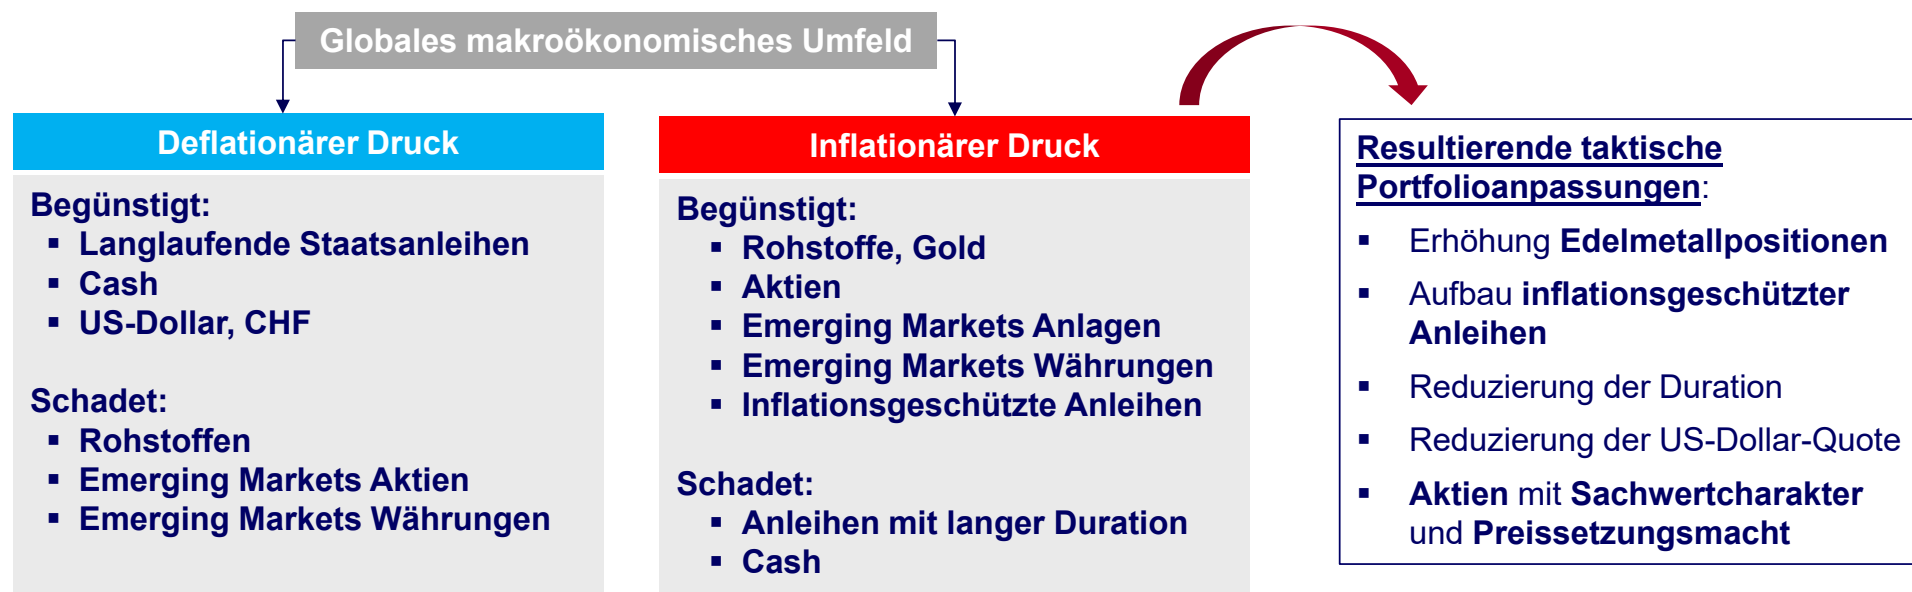 Globales makroökonomisches Umfeld
Deflationärer Druck
Begünstigt:
▪ Langlaufende Staatsanleihen
▪ Cash
▪ US-Dollar, CHF
Schadet:
▪ Rohstoffen
▪ Emerging Markets Aktien
▪ Emerging Markets Währungen
Inflationärer Druck
Begünstigt:
▪ Rohstoffe, Gold
▪ Aktien
▪ Emerging Markets Anlagen
▪ Emerging Markets Währungen
▪ Inflationsgeschützte Anleihen
Schadet:
▪ Anleihen mit langer Duration
▪ Cash
Resultierende taktische
Portfolioanpassungen:
▪ Erhöhung Edelmetallpositionen
▪ Aufbau inflationsgeschützter
Anleihen
▪ Reduzierung der Duration
▪ Reduzierung der US-Dollar-Quote
▪ Aktien mit Sachwertcharakter
und Preissetzungsmacht